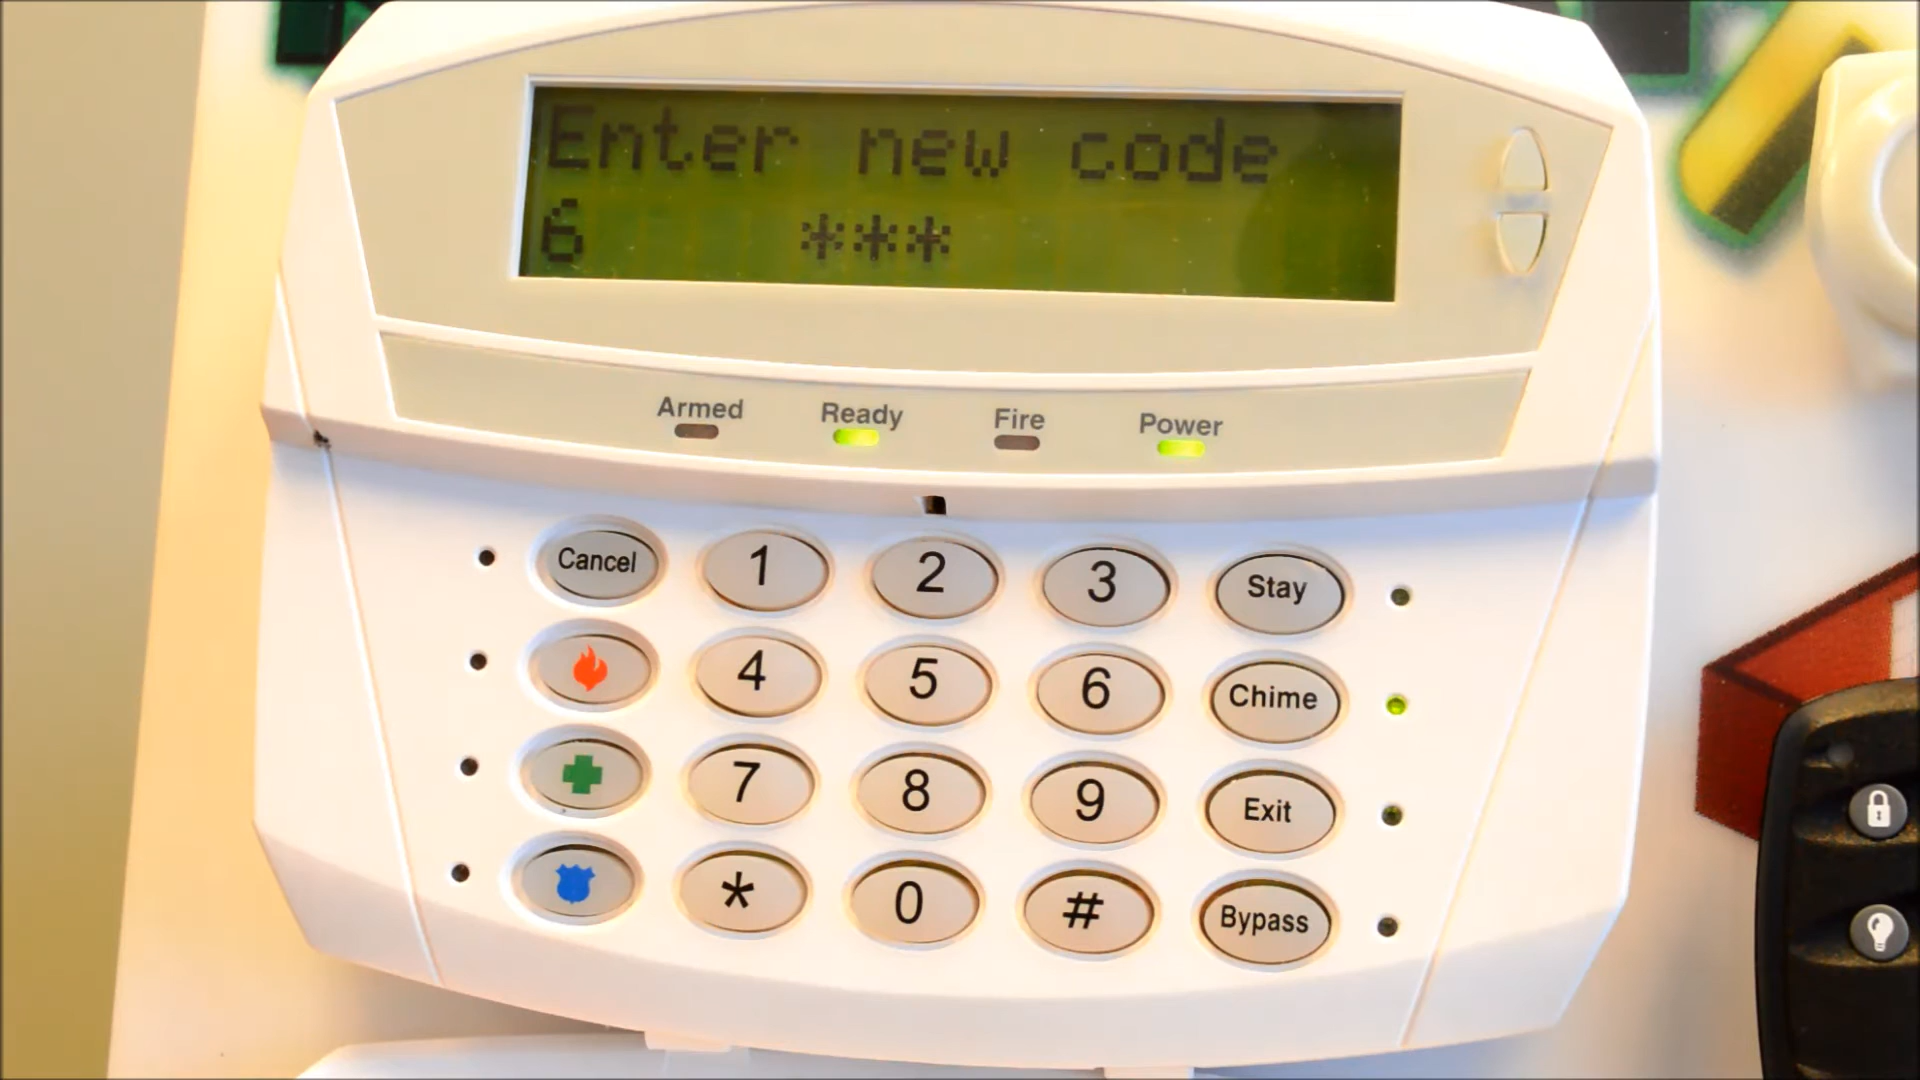 Enter new code
6 ***
Armed Ready Fire Power
Cancel 1 2 3 Stay
4 5 6 Chime
7 8 9 Exit
* 0 # Bypass